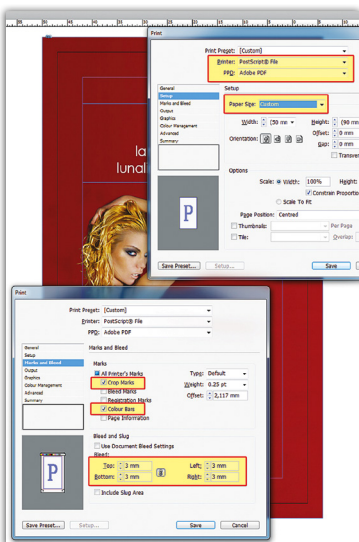 Print
Print Preset: [Custom]
Printer: PostScript® File
PPD: Adobe PDF
General
Setup
Marks and Bleed
Output
Graphics
Colour Management
Advanced
Summary
Setup
Paper Size: Custom
Width: (50 mm Height: (90 mm
Orientation: Offset: 0 mm
Gap: 0 mm
Transver
Options
Scale: Width: 100% Height:
Constrain Proportio
Scale To Fit
Page Position: Centred
Thumbnails: Per Page
Tile: Overlap:
Save Preset... Setup... Save
la
lunal
Print
Print Preset: [Custom]
Printer: PostScript® File
PPD: Adobe PDF
General
Setup
Marks and Bleed
Output
Graphics
Colour Management
Advanced
Summary
Marks and Bleed
Marks
All Printer's Marks Type: Default
Crop Marks Weight: 0.25 pt
Bleed Marks Offset: 2,117 mm
Registration Marks
Colour Bars
Page Information
Bleed and Slug
Use Document Bleed Settings
Bleed:
Top: 3 mm Left: 3 mm
Bottom: 3 mm Right: 3 mm
Include Slug Area
Save Preset... Setup... Save Cancel